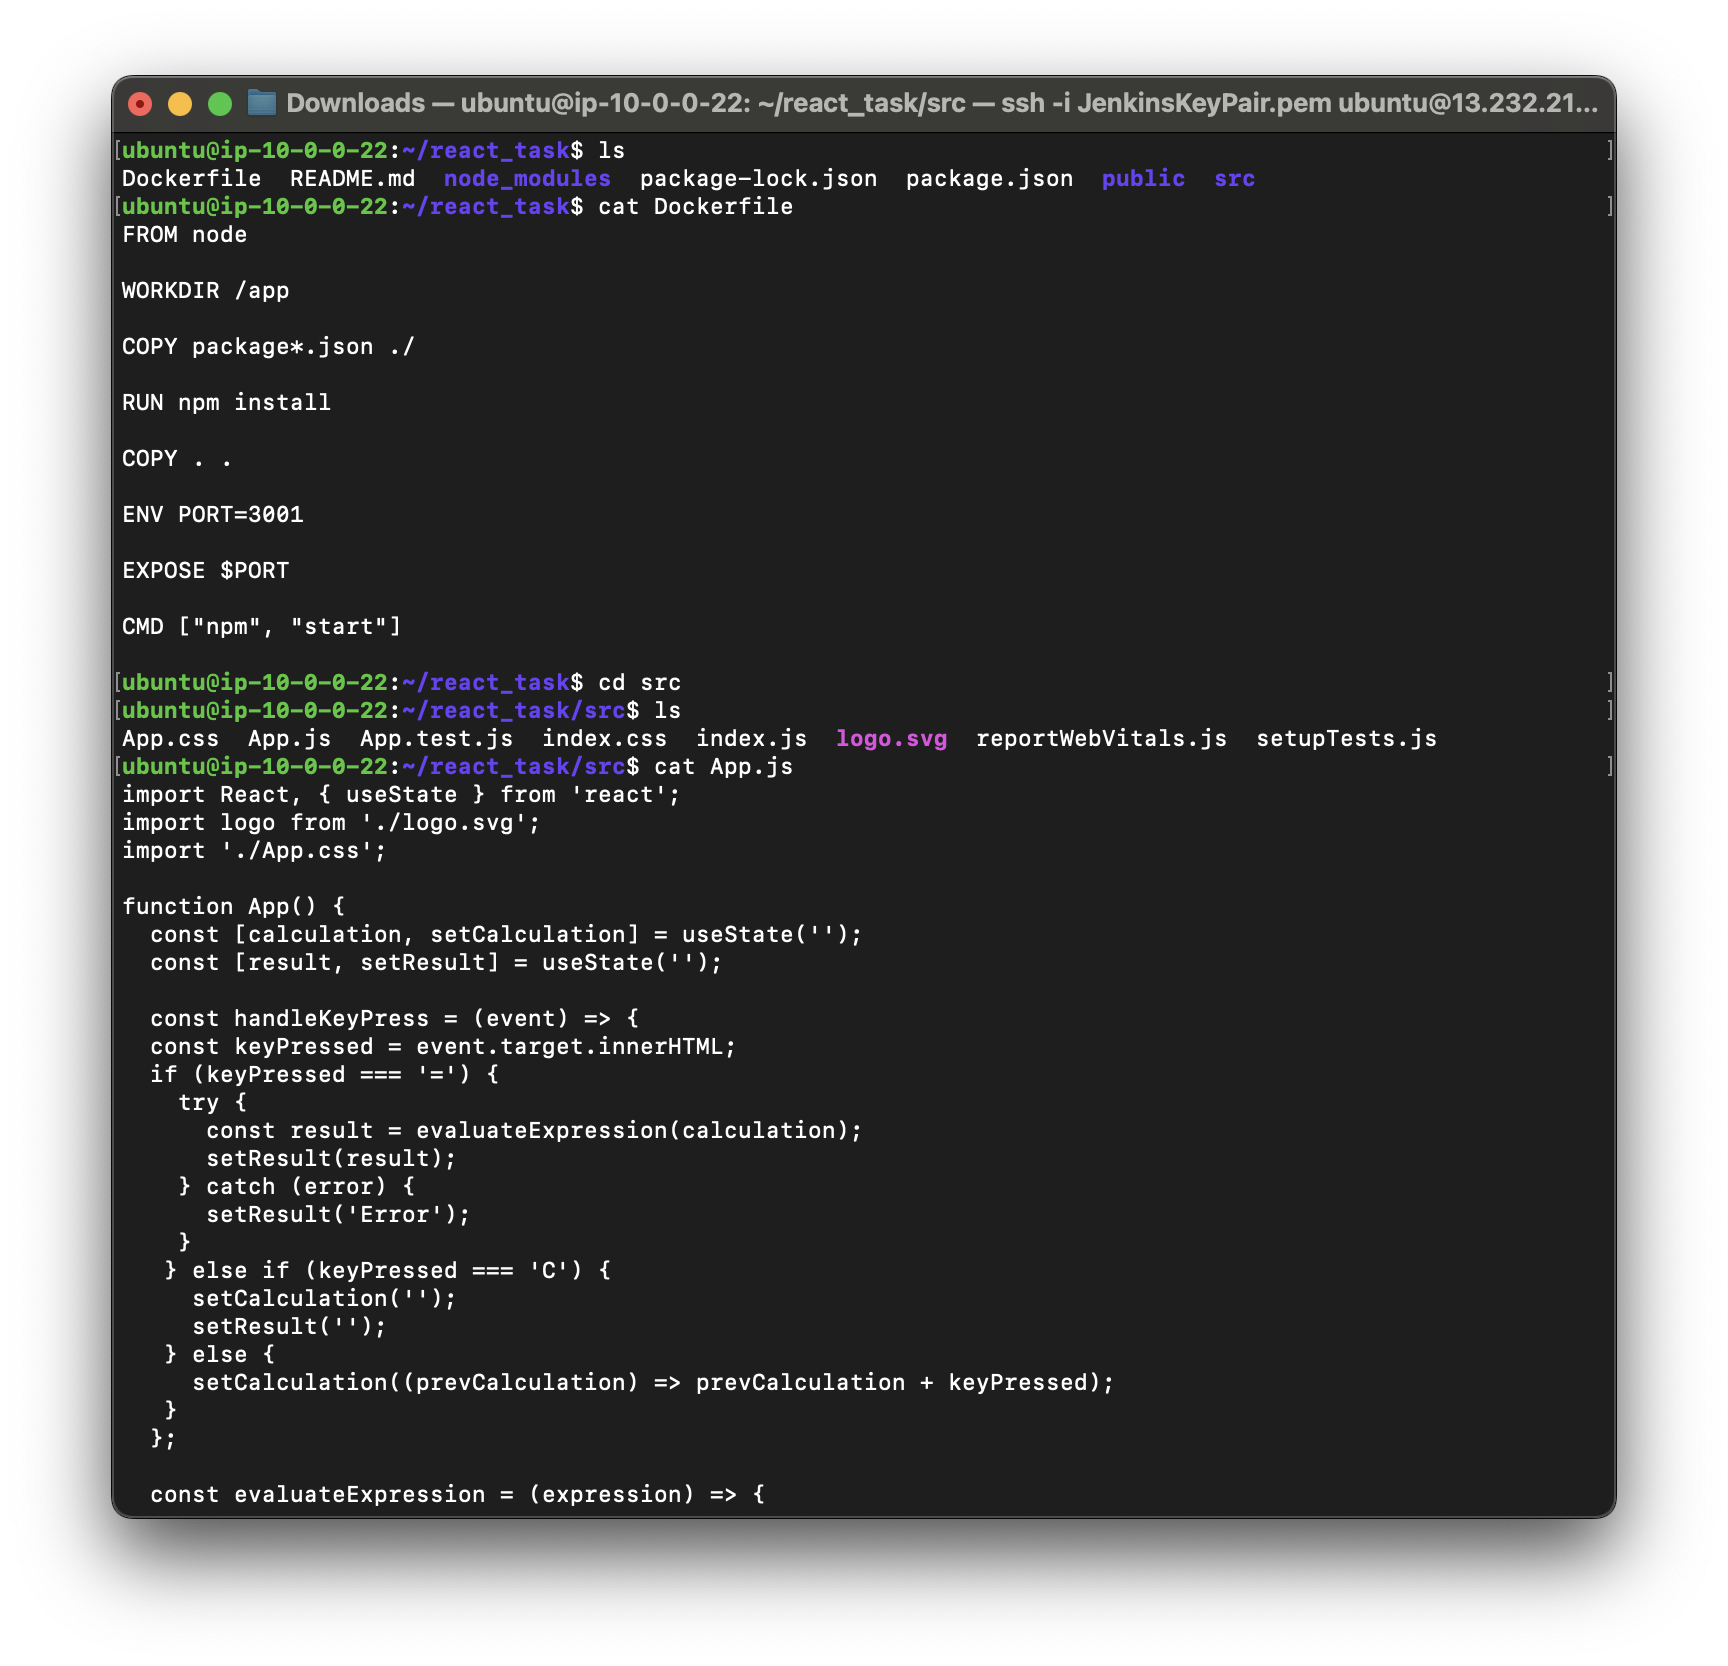 Downloads — ubuntu@ip-10-0-0-22: ~/react_task/src — ssh -i JenkinsKeyPair.pem ubuntu@13.232.21...
[ubuntu@ip-10-0-0-22:~/react_task$ ls ]
Dockerfile  README.md  node_modules  package-lock.json  package.json  public  src
[ubuntu@ip-10-0-0-22:~/react_task$ cat Dockerfile ]
FROM node
WORKDIR /app
COPY package*.json ./
RUN npm install
COPY . .
ENV PORT=3001
EXPOSE $PORT
CMD ["npm", "start"]
[ubuntu@ip-10-0-0-22:~/react_task$ cd src ]
[ubuntu@ip-10-0-0-22:~/react_task/src$ ls ]
App.css  App.js  App.test.js  index.css  index.js  logo.svg  reportWebVitals.js  setupTests.js
[ubuntu@ip-10-0-0-22:~/react_task/src$ cat App.js ]
import React, { useState } from 'react';
import logo from './logo.svg';
import './App.css';
function App() {
  const [calculation, setCalculation] = useState('');
  const [result, setResult] = useState('');
  const handleKeyPress = (event) => {
  const keyPressed = event.target.innerHTML;
  if (keyPressed === '=') {
    try {
      const result = evaluateExpression(calculation);
      setResult(result);
    } catch (error) {
      setResult('Error');
    }
   } else if (keyPressed === 'C') {
     setCalculation('');
     setResult('');
   } else {
     setCalculation((prevCalculation) => prevCalculation + keyPressed);
   }
  };
  const evaluateExpression = (expression) => {